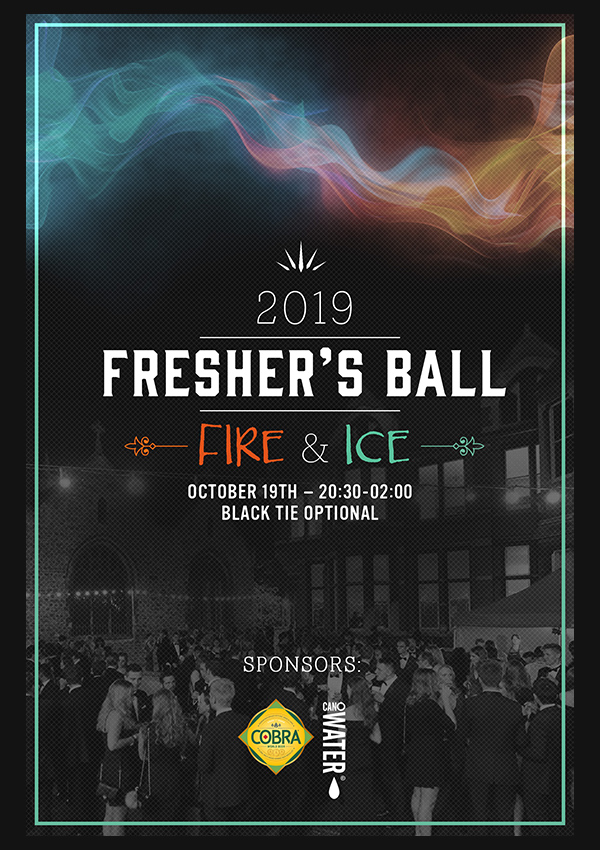 2019
FRESHER'S BALL
FIRE & ICE
OCTOBER 19TH – 20:30-02:00
BLACK TIE OPTIONAL
SPONSORS:
COBRA
CANO
WATER®